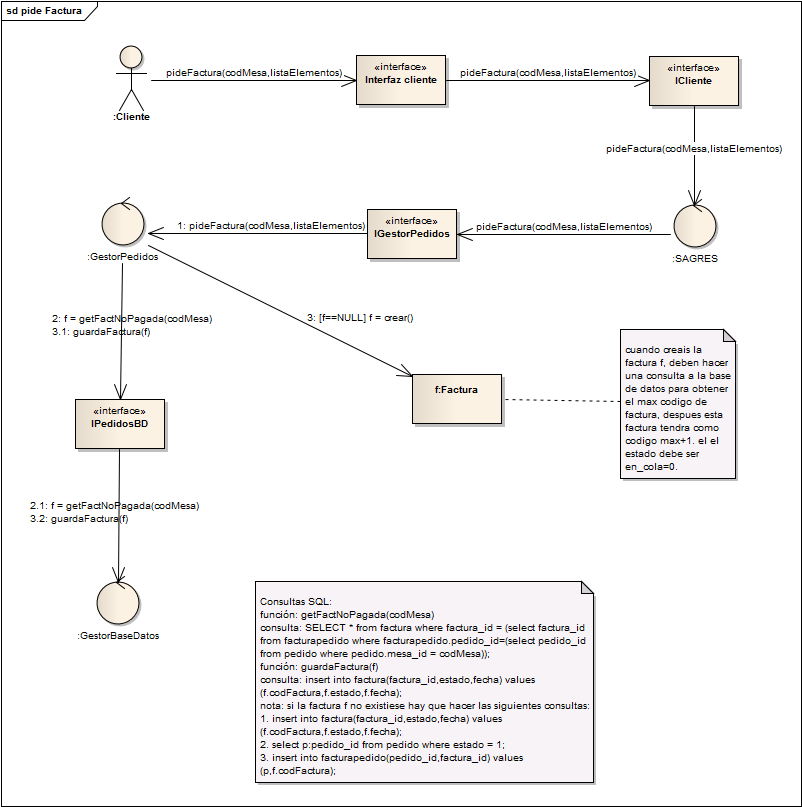 sd pide Factura
:Cliente
pideFactura(codMesa,listaElementos)
«interface»
Interfaz cliente
pideFactura(codMesa,listaElementos)
«interface»
ICliente
pideFactura(codMesa,listaElementos)
:GestorPedidos
1: pideFactura(codMesa,listaElementos)
«interface»
IGestorPedidos
pideFactura(codMesa,listaElementos)
:SAGRES
2: f = getFactNoPagada(codMesa)
3.1: guardaFactura(f)
3: [f==NULL] f = crear()
f:Factura
cuando creais la
factura f, deben hacer
una consulta a la base
de datos para obtener
el max codigo de
factura, despues esta
factura tendra como
codigo max+1. el el
estado debe ser
en_cola=0.
«interface»
IPedidosBD
2.1: f = getFactNoPagada(codMesa)
3.2: guardaFactura(f)
:GestorBaseDatos
Consultas SQL:
función: getFactNoPagada(codMesa)
consulta: SELECT * from factura where factura_id = (select factura_id
from facturapedido where facturapedido.pedido_id=(select pedido_id
from pedido where pedido.mesa_id = codMesa));
función: guardaFactura(f)
consulta: insert into factura(factura_id,estado,fecha) values
(f.codFactura,f.estado,f.fecha);
nota: si la factura f no existiese hay que hacer las siguientes consultas:
1. insert into factura(factura_id,estado,fecha) values
(f.codFactura,f.estado,f.fecha);
2. select p:pedido_id from pedido where estado = 1;
3. insert into facturapedido(pedido_id,factura_id) values
(p,f.codFactura);